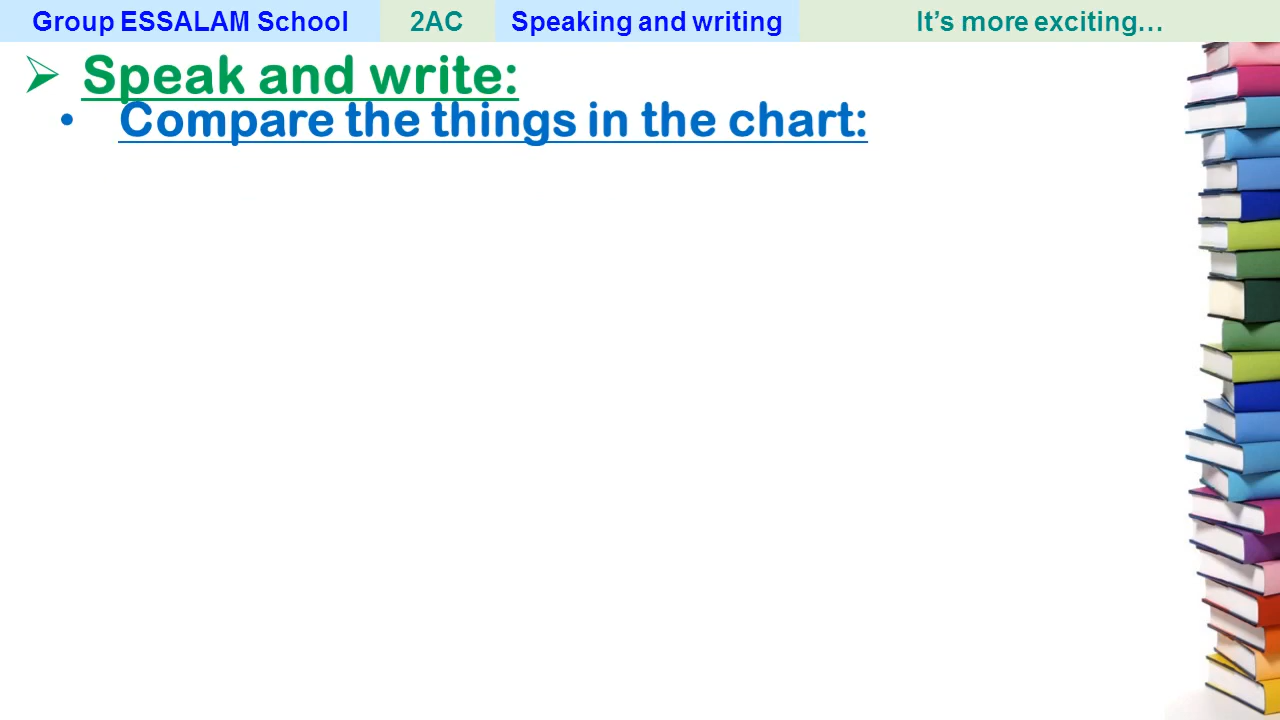 Group ESSALAM School 2AC Speaking and writing It’s more exciting…
➢ Speak and write:
• Compare the things in the chart: